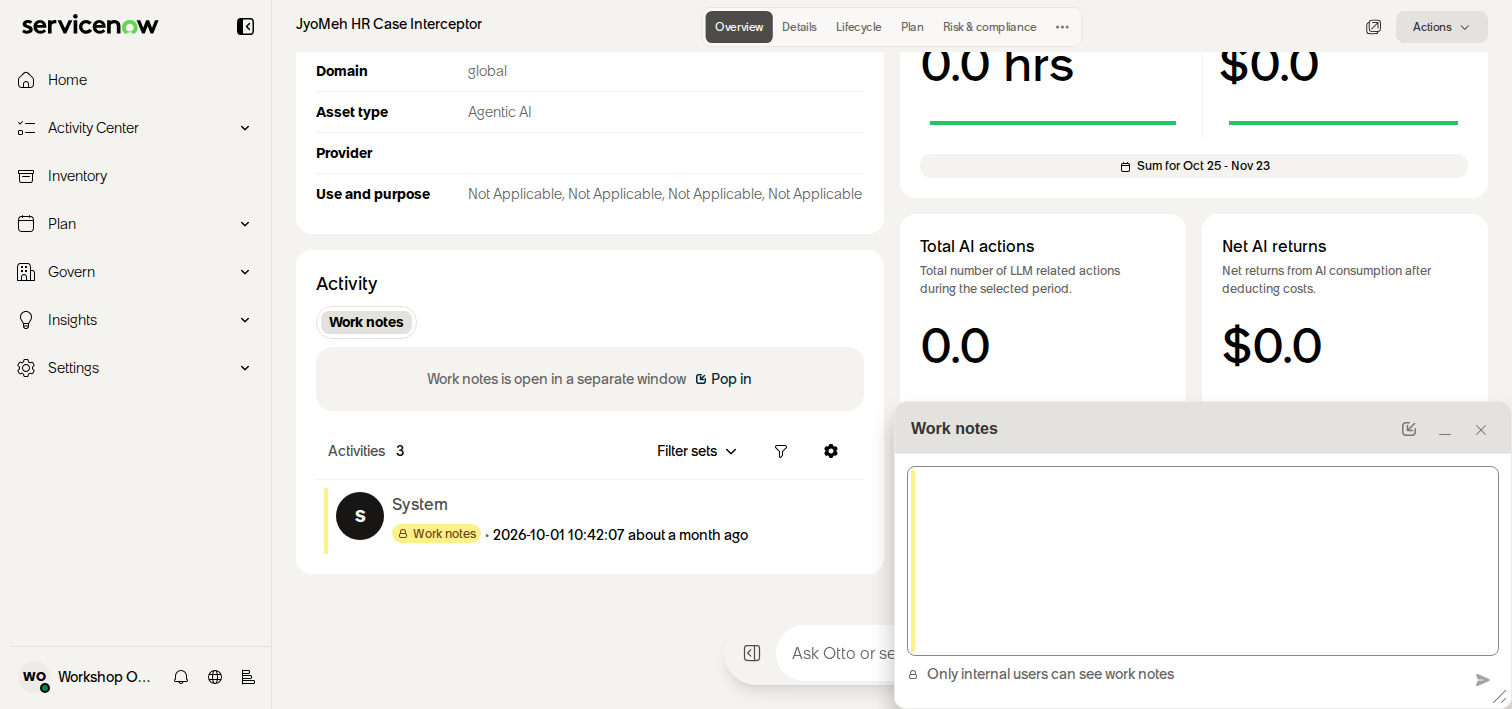 servicenow
Home
Activity Center
Inventory
Plan
Govern
Insights
Settings
WO
Workshop O...
JyoMeh HR Case Interceptor
Overview
Details
Lifecycle
Plan
Risk & compliance
Actions
Domain
global
Asset type
Agentic AI
Provider
Use and purpose
Not Applicable, Not Applicable, Not Applicable, Not Applicable
Activity
Work notes
Work notes is open in a separate window
Pop in
Activities 3
Filter sets
S
System
Work notes • 2026-10-01 10:42:07 about a month ago
0.0 hrs
$0.0
Sum for Oct 25 - Nov 23
Total AI actions
Total number of LLM related actions
during the selected period.
0.0
Net AI returns
Net returns from AI consumption after
deducting costs.
$0.0
Ask Otto or se
Work notes
Only internal users can see work notes